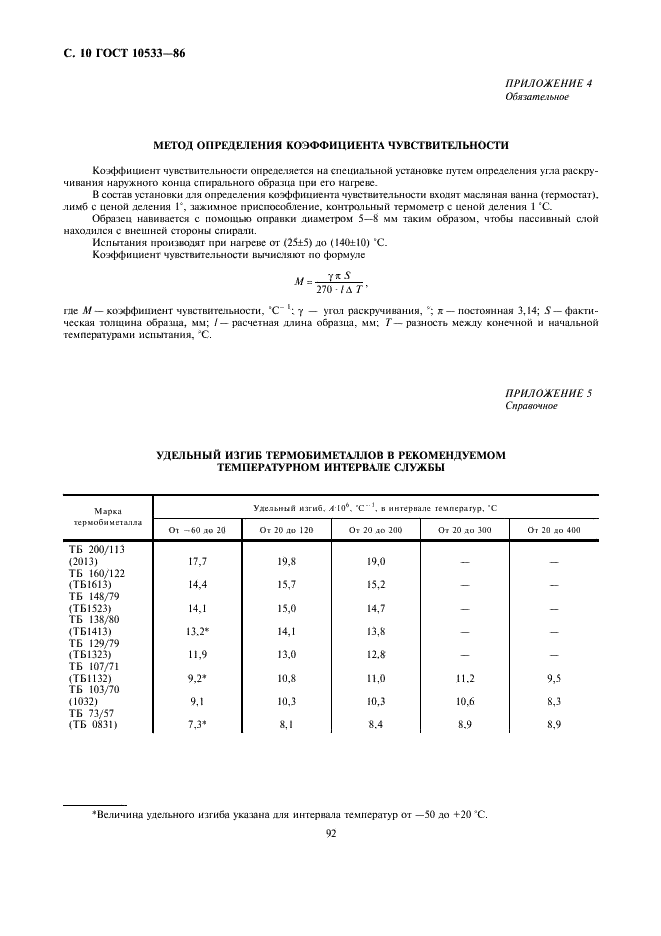 С. 10 ГОСТ 10533—86
ПРИЛОЖЕНИЕ 4
Обязательное
МЕТОД ОПРЕДЕЛЕНИЯ КОЭФФИЦИЕНТА ЧУВСТВИТЕЛЬНОСТИ
Коэффициент чувствительности определяется на специальной установке путем определения угла раскру-
чивания наружного конца спирального образца при его нагреве.
В состав установки для определения коэффициента чувствительности входят масляная ванна (термостат),
лимб с ценой деления 1°, зажимное приспособление, контрольный термометр с ценой деления 1 °С.
Образец навивается с помощью оправки диаметром 5—8 мм таким образом, чтобы пассивный слой
находился с внешней стороны спирали.
Испытания производят при нагреве от (25±5) до (140±10) °С.
Коэффициент чувствительности вычисляют по формуле
M = γ π S / 270 · l Δ T ,
где M — коэффициент чувствительности, °С⁻¹; γ — угол раскручивания, °; π — постоянная 3,14; S — факти-
ческая толщина образца, мм; l — расчетная длина образца, мм; T — разность между конечной и начальной
температурами испытания, °С.
ПРИЛОЖЕНИЕ 5
Справочное
УДЕЛЬНЫЙ ИЗГИБ ТЕРМОБИМЕТАЛЛОВ В РЕКОМЕНДУЕМОМ
ТЕМПЕРАТУРНОМ ИНТЕРВАЛЕ СЛУЖБЫ
Марка
термобиметалла
Удельный изгиб, A·10⁶, °С⁻¹, в интервале температур, °С
От −60 до 20 От 20 до 120 От 20 до 200 От 20 до 300 От 20 до 400
ТБ 200/113
(2013) 17,7 19,8 19,0 — —
ТБ 160/122
(ТБ1613) 14,4 15,7 15,2 — —
ТБ 148/79
(ТБ1523) 14,1 15,0 14,7 — —
ТБ 138/80
(ТБ1413) 13,2* 14,1 13,8 — —
ТБ 129/79
(ТБ1323) 11,9 13,0 12,8 — —
ТБ 107/71
(ТБ1132) 9,2* 10,8 11,0 11,2 9,5
ТБ 103/70
(1032) 9,1 10,3 10,3 10,6 8,3
ТБ 73/57
(ТБ 0831) 7,3* 8,1 8,4 8,9 8,9
*Величина удельного изгиба указана для интервала температур от —50 до +20 °С.
92